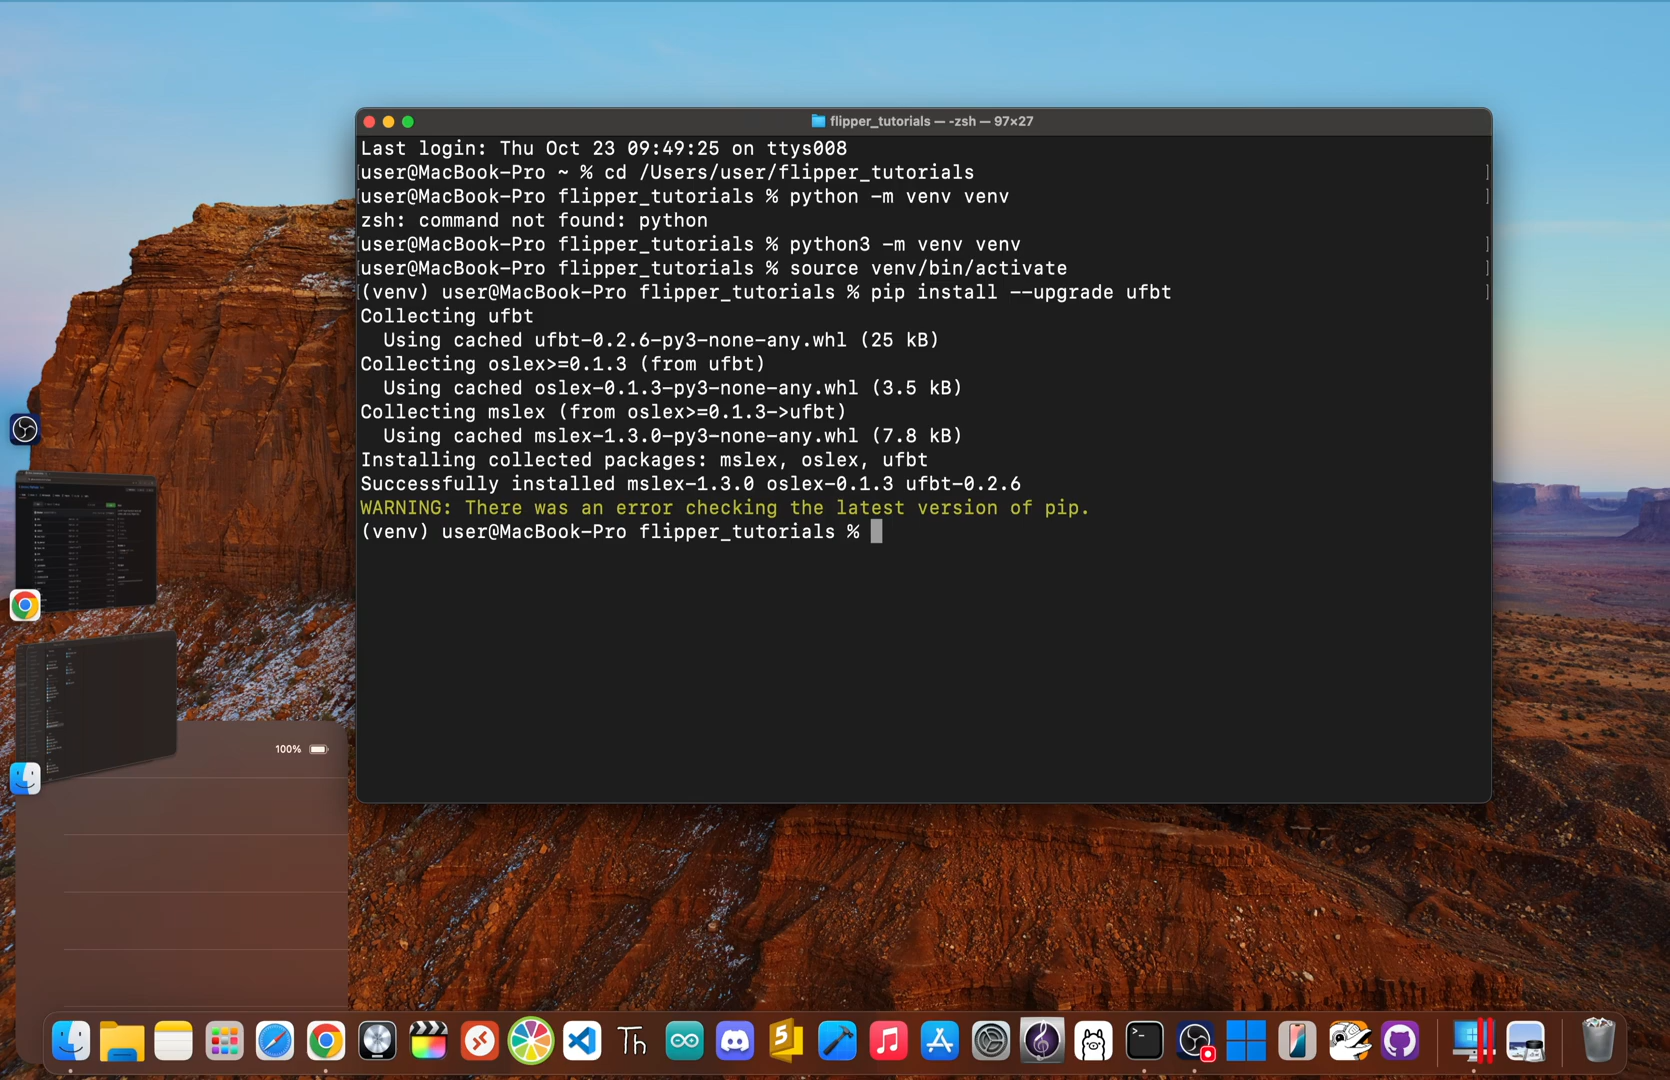 flipper_tutorials — -zsh — 97×27
Last login: Thu Oct 23 09:49:25 on ttys008
[user@MacBook-Pro ~ % cd /Users/user/flipper_tutorials ]
[user@MacBook-Pro flipper_tutorials % python -m venv venv ]
zsh: command not found: python
[user@MacBook-Pro flipper_tutorials % python3 -m venv venv ]
[user@MacBook-Pro flipper_tutorials % source venv/bin/activate ]
[(venv) user@MacBook-Pro flipper_tutorials % pip install --upgrade ufbt ]
Collecting ufbt
  Using cached ufbt-0.2.6-py3-none-any.whl (25 kB)
Collecting oslex>=0.1.3 (from ufbt)
  Using cached oslex-0.1.3-py3-none-any.whl (3.5 kB)
Collecting mslex (from oslex>=0.1.3->ufbt)
  Using cached mslex-1.3.0-py3-none-any.whl (7.8 kB)
Installing collected packages: mslex, oslex, ufbt
Successfully installed mslex-1.3.0 oslex-0.1.3 ufbt-0.2.6
WARNING: There was an error checking the latest version of pip.
(venv) user@MacBook-Pro flipper_tutorials %
100%
Th
5
>_